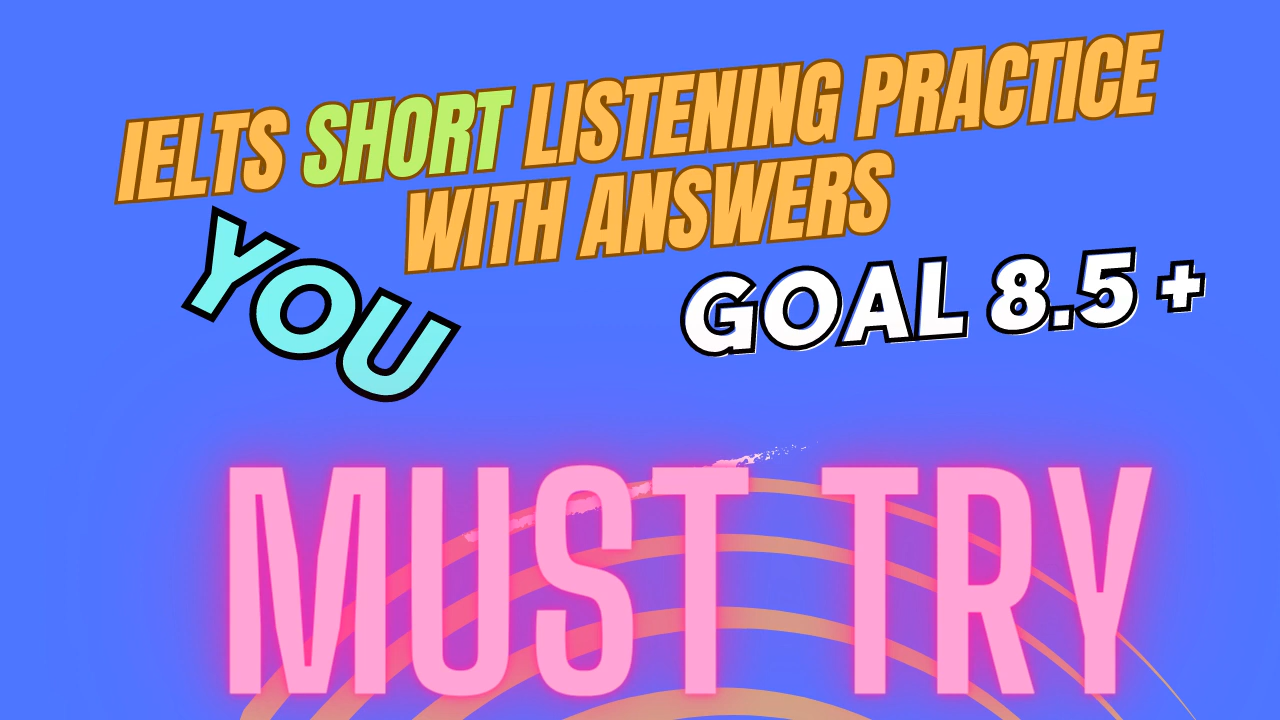 IELTS SHORT LISTENING PRACTICE
WITH ANSWERS
YOU
GOAL 8.5 +
MUST TRY